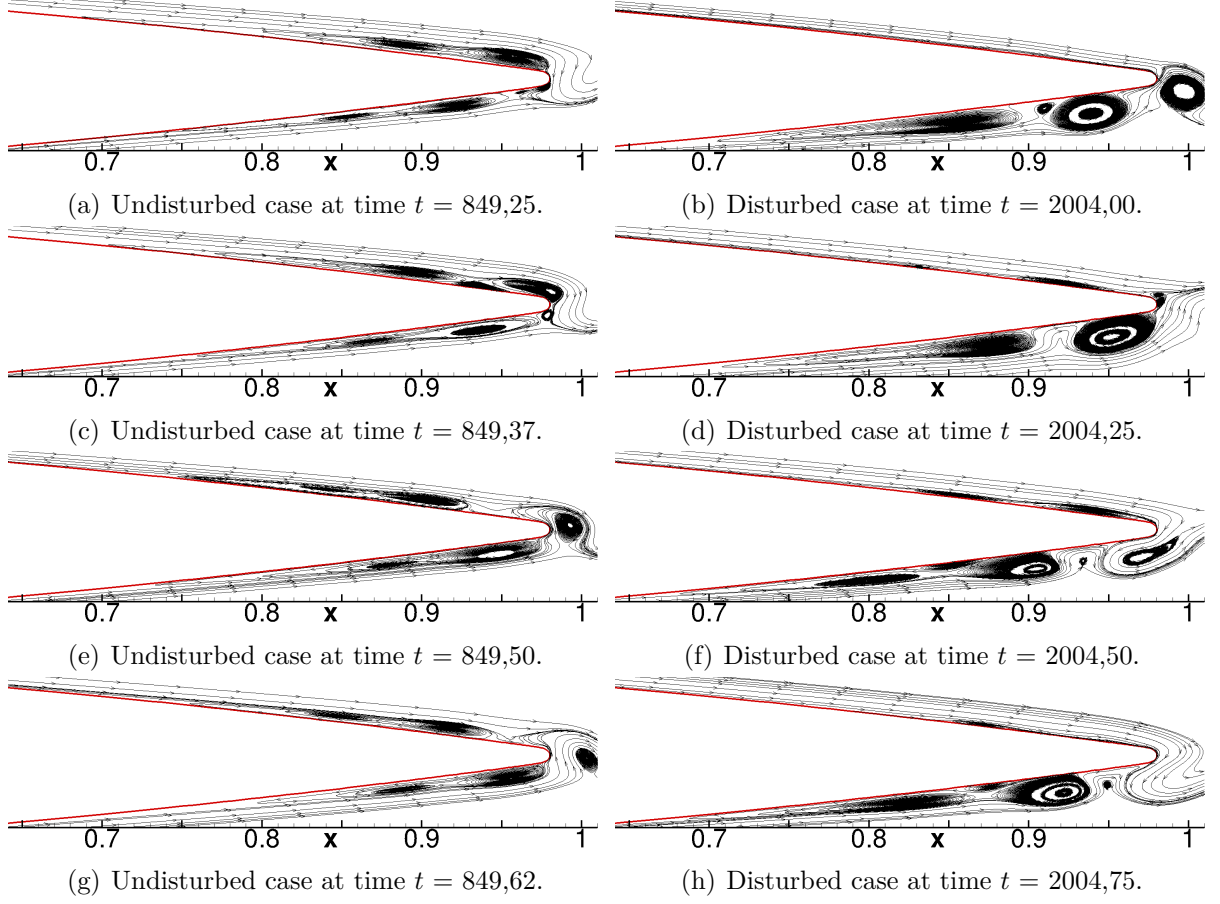 0.7 0.8 x 0.9 1
0.7 0.8 x 0.9 1
(a) Undisturbed case at time t = 849,25.
(b) Disturbed case at time t = 2004,00.
0.7 0.8 x 0.9 1
0.7 0.8 x 0.9 1
(c) Undisturbed case at time t = 849,37.
(d) Disturbed case at time t = 2004,25.
0.7 0.8 x 0.9 1
0.7 0.8 x 0.9 1
(e) Undisturbed case at time t = 849,50.
(f) Disturbed case at time t = 2004,50.
0.7 0.8 x 0.9 1
0.7 0.8 x 0.9 1
(g) Undisturbed case at time t = 849,62.
(h) Disturbed case at time t = 2004,75.